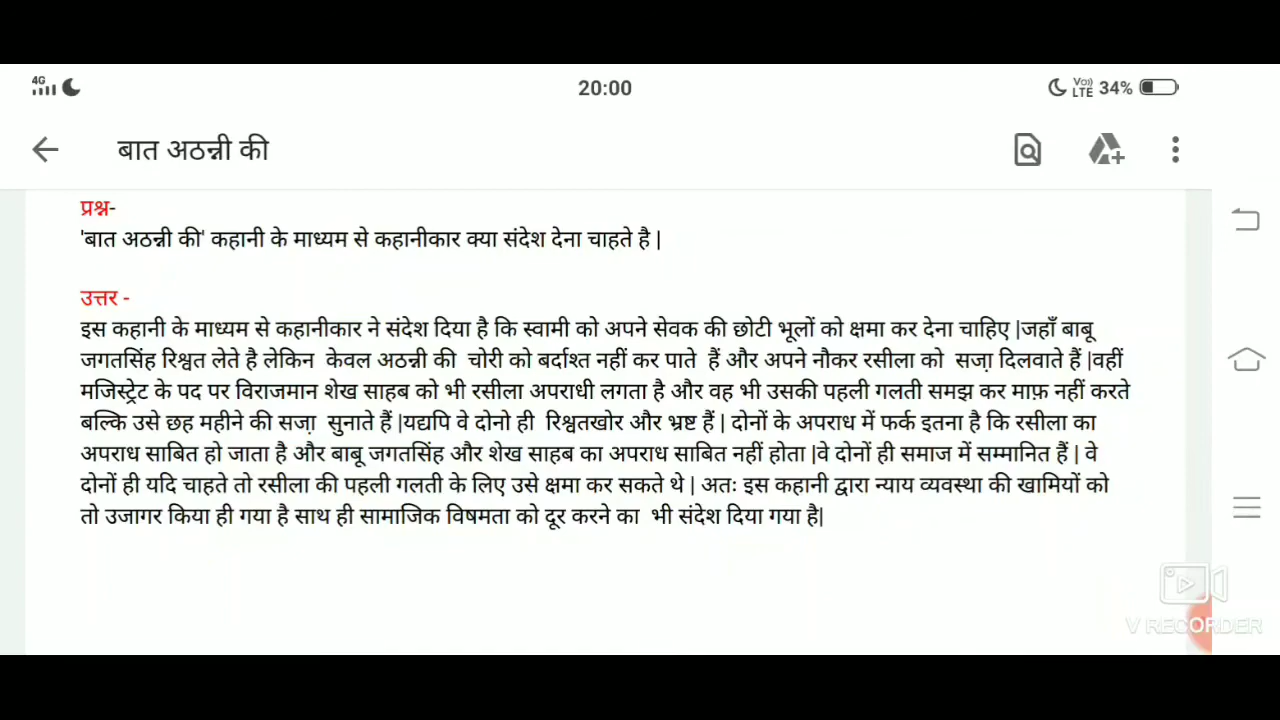 4G
20:00
Vo)) LTE 34%
बात अठन्नी की
प्रश्न-
'बात अठन्नी की' कहानी के माध्यम से कहानीकार क्या संदेश देना चाहते है |
उत्तर -
इस कहानी के माध्यम से कहानीकार ने संदेश दिया है कि स्वामी को अपने सेवक की छोटी भूलों को क्षमा कर देना चाहिए |जहाँ बाबू
जगतसिंह रिश्वत लेते है लेकिन केवल अठन्नी की चोरी को बर्दाश्त नहीं कर पाते हैं और अपने नौकर रसीला को सजा़ दिलवाते हैं |वहीं
मजिस्ट्रेट के पद पर विराजमान शेख साहब को भी रसीला अपराधी लगता है और वह भी उसकी पहली गलती समझ कर माफ़ नहीं करते
बल्कि उसे छह महीने की सजा़ सुनाते हैं |यद्यपि वे दोनो ही रिश्वतखोर और भ्रष्ट हैं | दोनों के अपराध में फर्क इतना है कि रसीला का
अपराध साबित हो जाता है और बाबू जगतसिंह और शेख साहब का अपराध साबित नहीं होता |वे दोनों ही समाज में सम्मानित हैं | वे
दोनों ही यदि चाहते तो रसीला की पहली गलती के लिए उसे क्षमा कर सकते थे | अतः इस कहानी द्वारा न्याय व्यवस्था की खामियों को
तो उजागर किया ही गया है साथ ही सामाजिक विषमता को दूर करने का भी संदेश दिया गया है|
V RECORDER